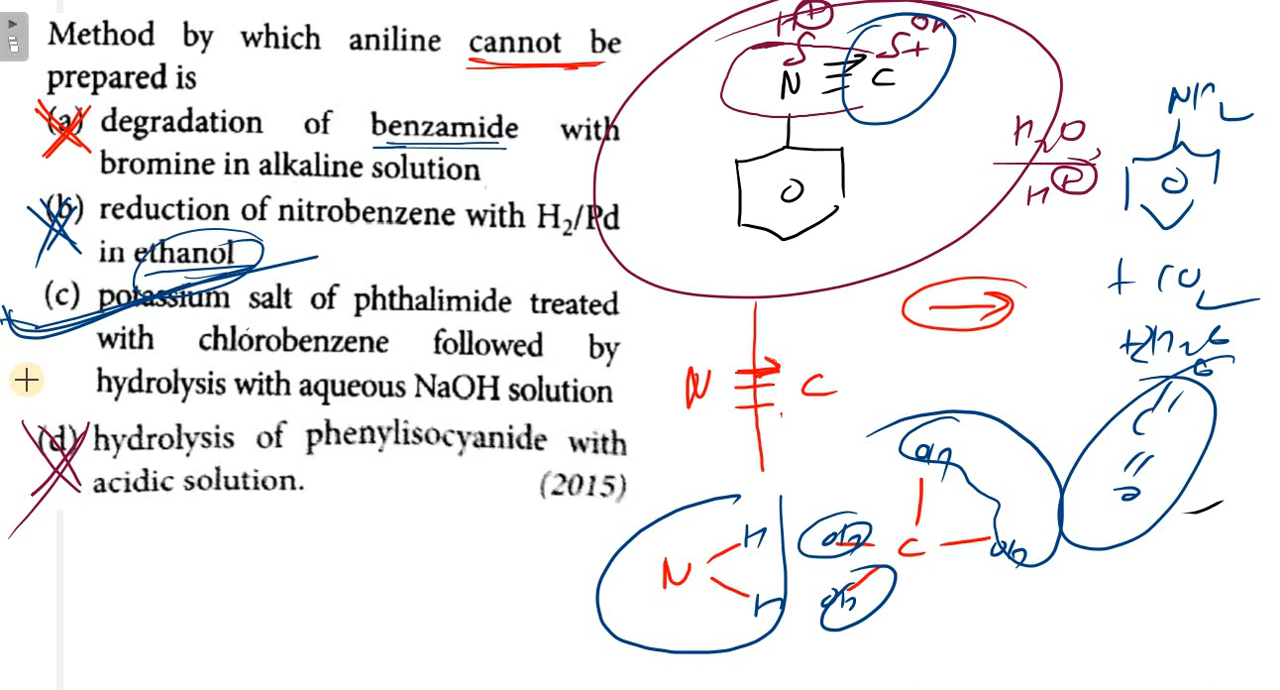 Method by which aniline cannot be
prepared is
(a) degradation of benzamide with
bromine in alkaline solution
(b) reduction of nitrobenzene with H₂/Pd
in ethanol
(c) potassium salt of phthalimide treated
with chlorobenzene followed by
hydrolysis with aqueous NaOH solution
(d) hydrolysis of phenylisocyanide with
acidic solution. (2015)
N ≡ C
N ≡ C
N
H
H
C